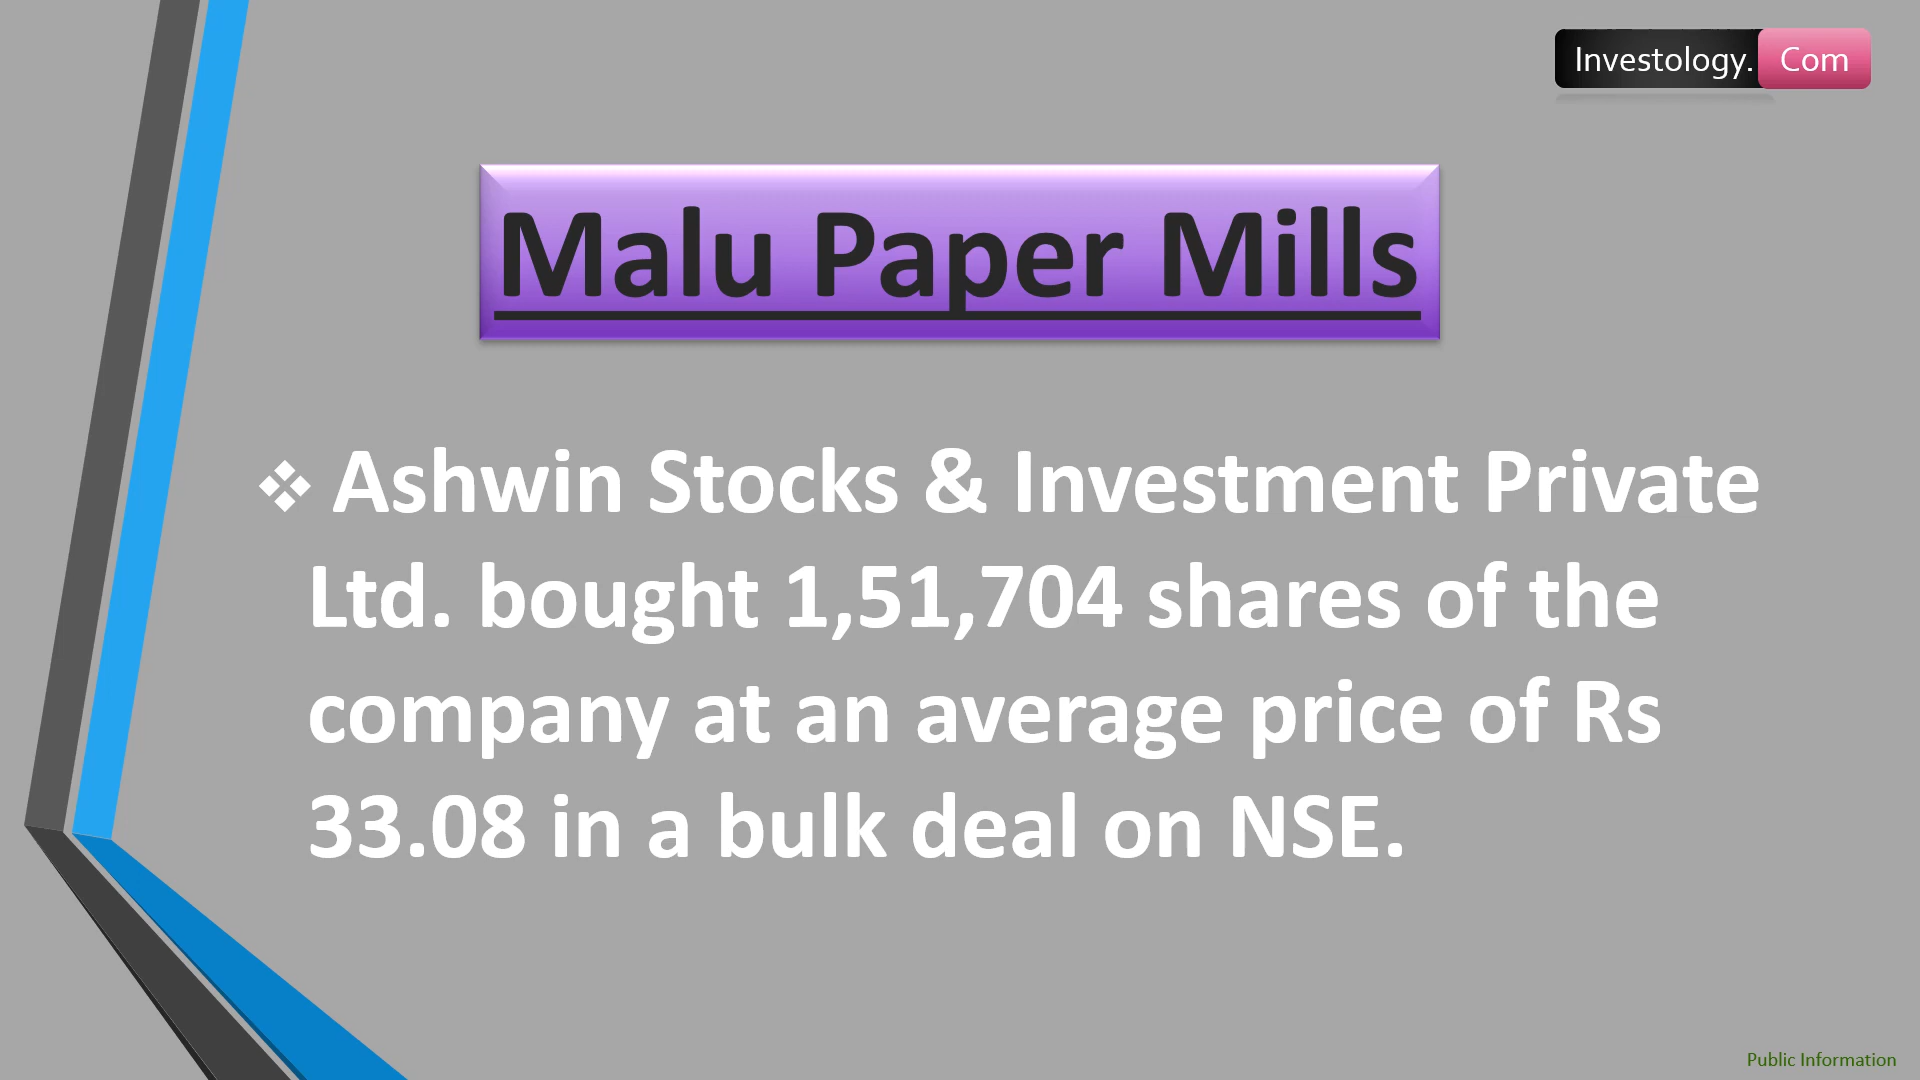 Investology. Com
Malu Paper Mills
❖ Ashwin Stocks & Investment Private
Ltd. bought 1,51,704 shares of the
company at an average price of Rs
33.08 in a bulk deal on NSE.
Public Information